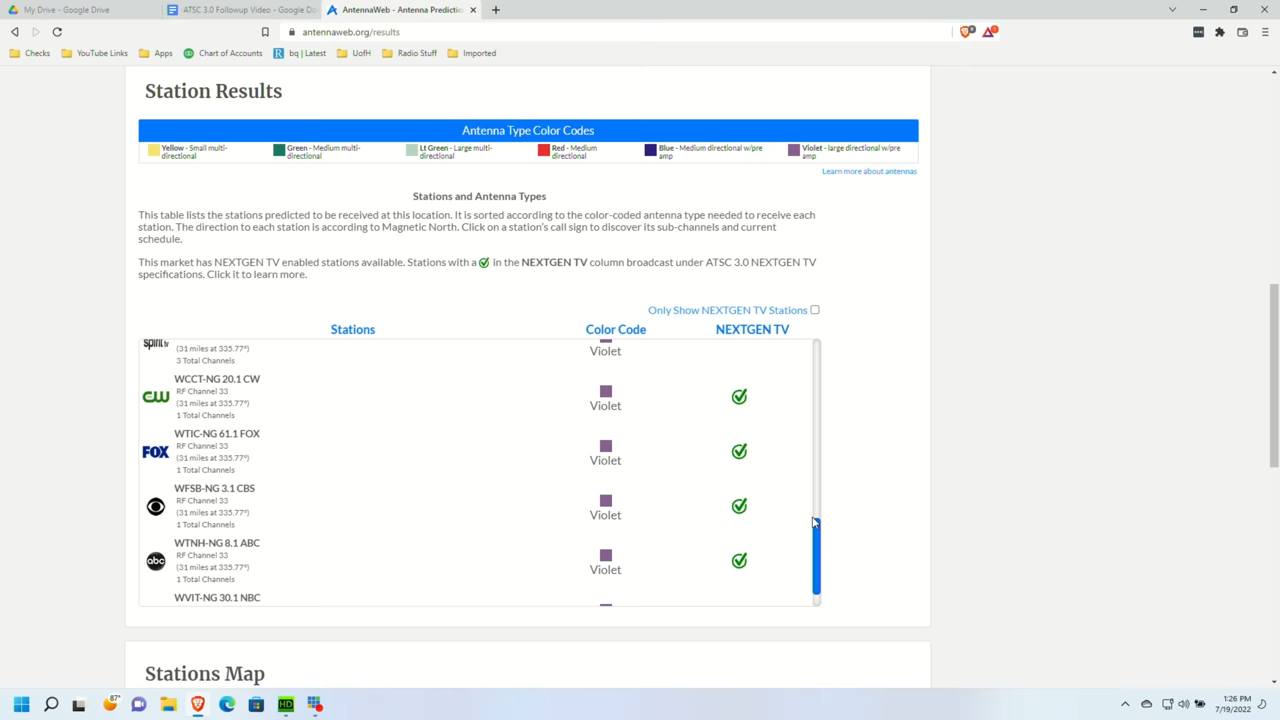 My Drive - Google Drive
ATSC 3.0 Followup Video - Google Do
AntennaWeb - Antenna Predictio
antennaweb.org/results
Checks
YouTube Links
Apps
Chart of Accounts
bq | Latest
UofH
Radio Stuff
Imported
Station Results
Antenna Type Color Codes
Yellow - Small multi-directional
Green - Medium multi-directional
Lt Green - Large multi-directional
Red - Medium directional
Blue - Medium directional w/pre amp
Violet - large directional w/pre amp
Learn more about antennas
Stations and Antenna Types
This table lists the stations predicted to be received at this location. It is sorted according to the color-coded antenna type needed to receive each
station. The direction to each station is according to Magnetic North. Click on a station's call sign to discover its sub-channels and current
schedule.
This market has NEXTGEN TV enabled stations available. Stations with a in the NEXTGEN TV column broadcast under ATSC 3.0 NEXTGEN TV
specifications. Click it to learn more.
Only Show NEXTGEN TV Stations
Stations Color Code NEXTGEN TV
Spirit tv
(31 miles at 335.77°)
Violet
3 Total Channels
WCCT-NG 20.1 CW
RF Channel 33
CW
(31 miles at 335.77°)
Violet
1 Total Channels
WTIC-NG 61.1 FOX
RF Channel 33
FOX
(31 miles at 335.77°)
Violet
1 Total Channels
WFSB-NG 3.1 CBS
RF Channel 33
(31 miles at 335.77°)
Violet
1 Total Channels
WTNH-NG 8.1 ABC
RF Channel 33
abc
(31 miles at 335.77°)
Violet
1 Total Channels
WVIT-NG 30.1 NBC
Stations Map
87°
HD
1:26 PM
7/19/2022